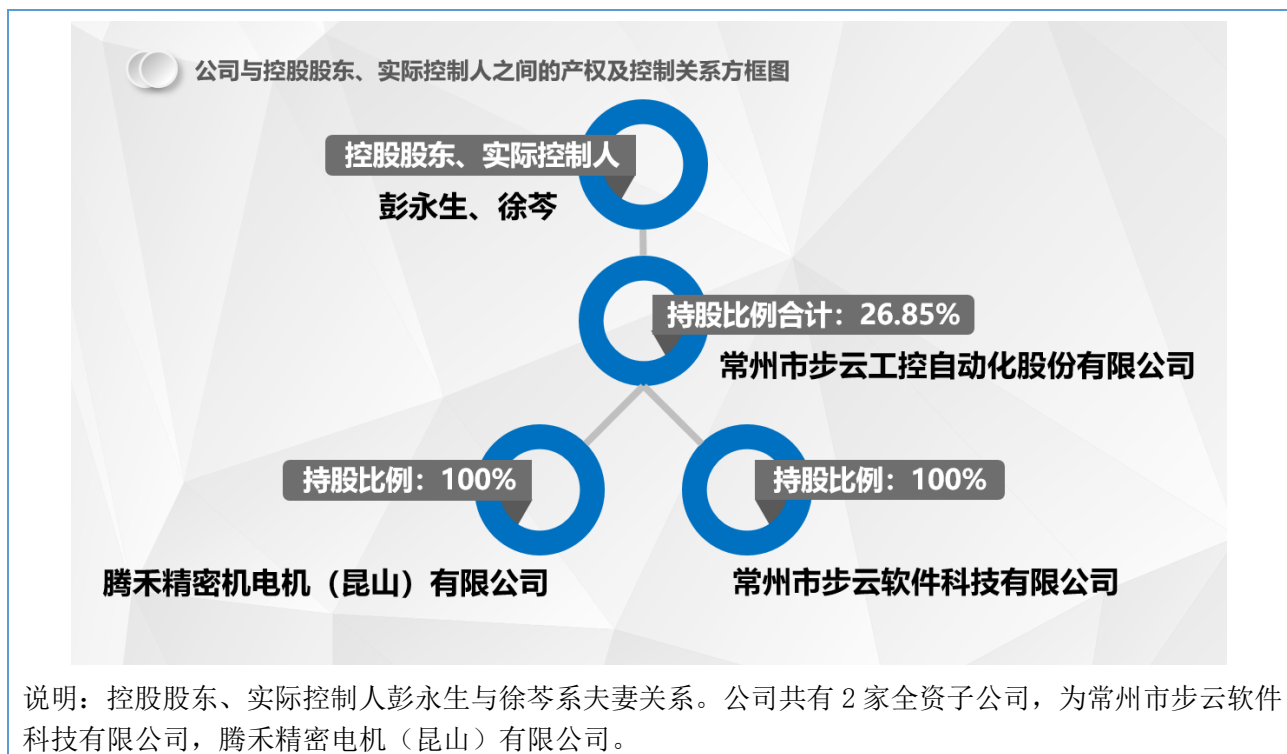 公司与控股股东、实际控制人之间的产权及控制关系方框图
控股股东、实际控制人
彭永生、徐芩
持股比例合计：26.85%
常州市步云工控自动化股份有限公司
持股比例：100%
持股比例：100%
腾禾精密机电机（昆山）有限公司
常州市步云软件科技有限公司
说明：控股股东、实际控制人彭永生与徐芩系夫妻关系。公司共有 2 家全资子公司，为常州市步云软件
科技有限公司，腾禾精密电机（昆山）有限公司。